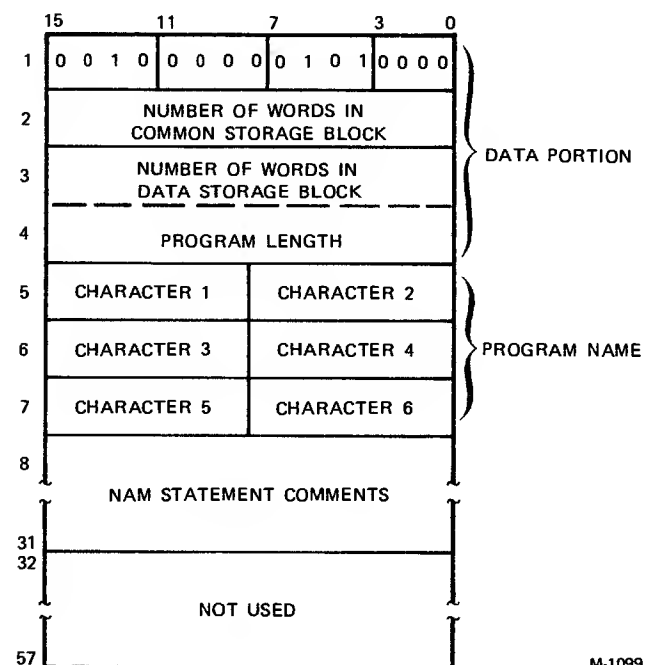 15 11 7 3 0
1 0 0 1 0 0 0 0 0 0 1 0 1 0 0 0 0
2 NUMBER OF WORDS IN
COMMON STORAGE BLOCK
DATA PORTION
3 NUMBER OF WORDS IN
DATA STORAGE BLOCK
4 PROGRAM LENGTH
5 CHARACTER 1 CHARACTER 2
6 CHARACTER 3 CHARACTER 4 PROGRAM NAME
7 CHARACTER 5 CHARACTER 6
8
NAM STATEMENT COMMENTS
31
32
NOT USED
57
M-1099